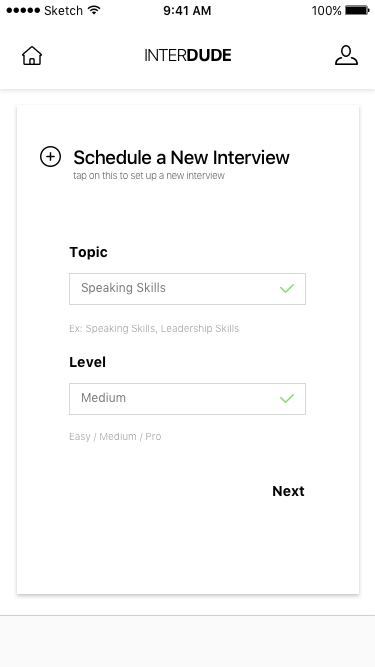 Sketch 9:41 AM 100%
INTERDUDE
Schedule a New Interview
tap on this to set up a new interview
Topic
Speaking Skills
Ex: Speaking Skills, Leadership Skills
Level
Medium
Easy / Medium / Pro
Next